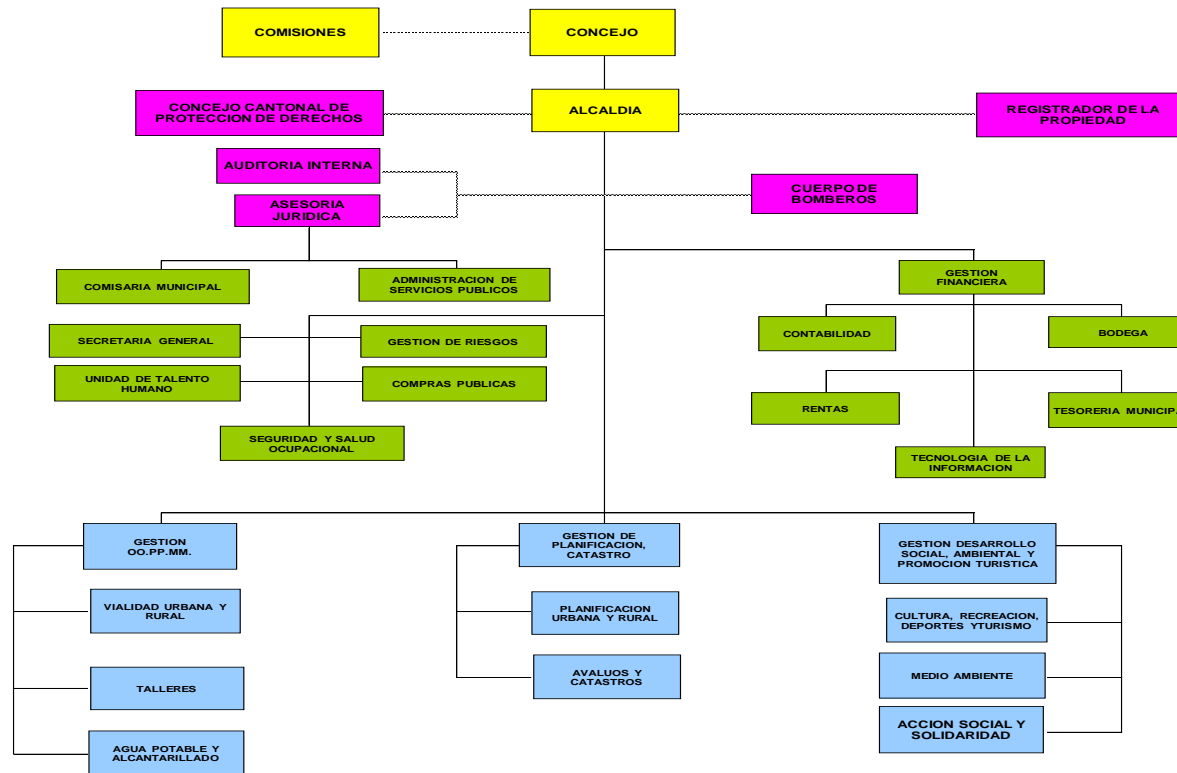 COMISIONES
CONCEJO
CONCEJO CANTONAL DE
PROTECCION DE DERECHOS
ALCALDIA
REGISTRADOR DE LA
PROPIEDAD
AUDITORIA INTERNA
ASESORIA
JURIDICA
CUERPO DE
BOMBEROS
COMISARIA MUNICIPAL
ADMINISTRACION DE
SERVICIOS PUBLICOS
GESTION
FINANCIERA
SECRETARIA GENERAL
GESTION DE RIESGOS
CONTABILIDAD
BODEGA
UNIDAD DE TALENTO
HUMANO
COMPRAS PUBLICAS
RENTAS
TESORERIA MUNICIP
SEGURIDAD Y SALUD
OCUPACIONAL
TECNOLOGIA DE LA
INFORMACION
GESTION
OO.PP.MM.
GESTION DE
PLANIFICACION,
CATASTRO
GESTION DESARROLLO
SOCIAL, AMBIENTAL Y
PROMOCION TURISTICA
VIALIDAD URBANA Y
RURAL
PLANIFICACION
URBANA Y RURAL
CULTURA, RECREACION,
DEPORTES YTURISMO
TALLERES
AVALUOS Y
CATASTROS
MEDIO AMBIENTE
AGUA POTABLE Y
ALCANTARILLADO
ACCION SOCIAL Y
SOLIDARIDAD